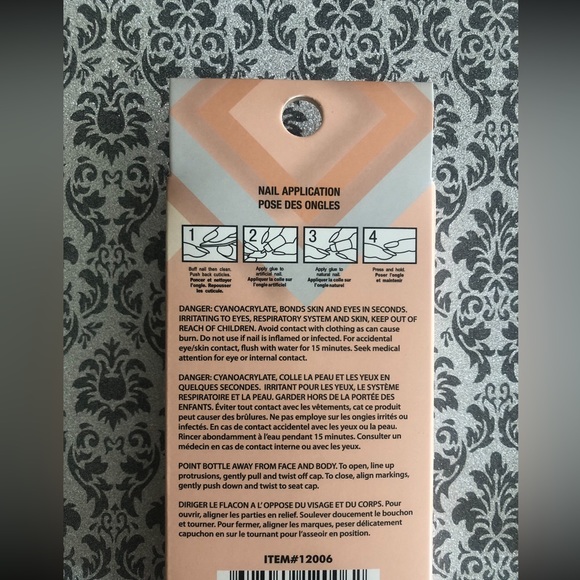 NAIL APPLICATION
POSE DES ONGLES
1 2 3 4
Buff nail then clean.
Push back cuticles.
Poncer et nettoyer
l'ongle. Repousser
les cuticule.
Apply glue to
artificial nail.
Appliquer la colle sur
l'ongle artificiel
Apply glue to
natural nail.
Appliquer la colle sur
l'ongle naturel
Press and hold.
Poser l'ongle
et maintenir
DANGER: CYANOACRYLATE, BONDS SKIN AND EYES IN SECONDS.
IRRITATING TO EYES, RESPIRATORY SYSTEM AND SKIN, KEEP OUT OF
REACH OF CHILDREN. Avoid contact with clothing as can cause
burn. Do not use if nail is inflamed or infected. For accidental
eye/skin contact, flush with water for 15 minutes. Seek medical
attention for eye or internal contact.
DANGER: CYANOACRYLATE, COLLE LA PEAU ET LES YEUX EN
QUELQUES SECONDES. IRRITANT POUR LES YEUX, LE SYSTÈME
RESPIRATOIRE ET LA PEAU. GARDER HORS DE LA PORTÉE DES
ENFANTS. Éviter tout contact avec les vêtements, cat ce produit
peut causer des brûlures. Ne pas employe sur les ongles irrités ou
infectés. En cas de contact accidentel avec les yeux ou la peau.
Rincer abondamment à l'eau pendant 15 minutes. Consulter un
médecin en cas de contact interne ou avec les yeux.
POINT BOTTLE AWAY FROM FACE AND BODY. To open, line up
protrusions, gently pull and twist off cap. To close, align markings,
gently push down and twist to seat cap.
DIRIGER LE FLACON A L'OPPOSE DU VISAGE ET DU CORPS. Pour
ouvrir, aligner les parties en relief. Soulever doucement le bouchon
et tourner. Pour fermer, aligner les marques, peser délicatement
capuchon en sur le tournant pour l'asseoir en position.
ITEM#12006